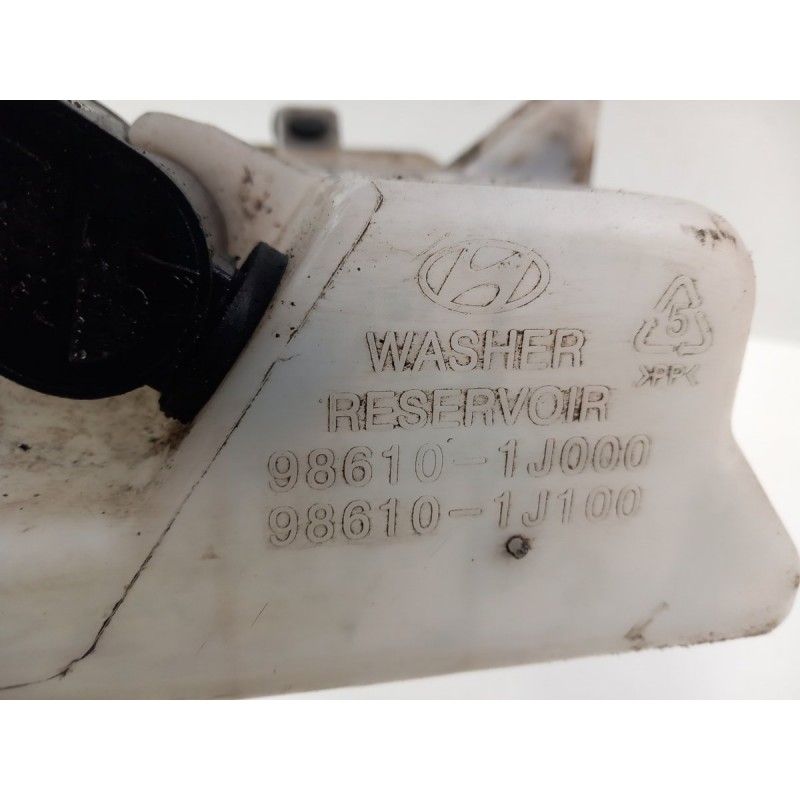 WASHER
RESERVOIR
98610-1J000
98610-1J100
5
>PP<